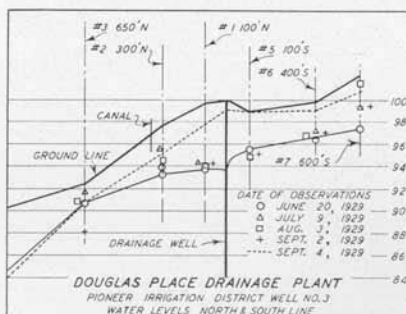 #3 650'N
#2 300'N
#1 100'N
#5 100'S
#6 400'S
CANAL
GROUND LINE
#7 600'S
100
98
96
94
92
90
88
86
84
DATE OF OBSERVATIONS
JUNE 20, 1929
JULY 9, 1929
AUG. 3, 1929
SEPT. 2, 1929
SEPT. 4, 1929
DRAINAGE WELL
DOUGLAS PLACE DRAINAGE PLANT
PIONEER IRRIGATION DISTRICT WELL NO. 3
WATER LEVELS NORTH & SOUTH LINE